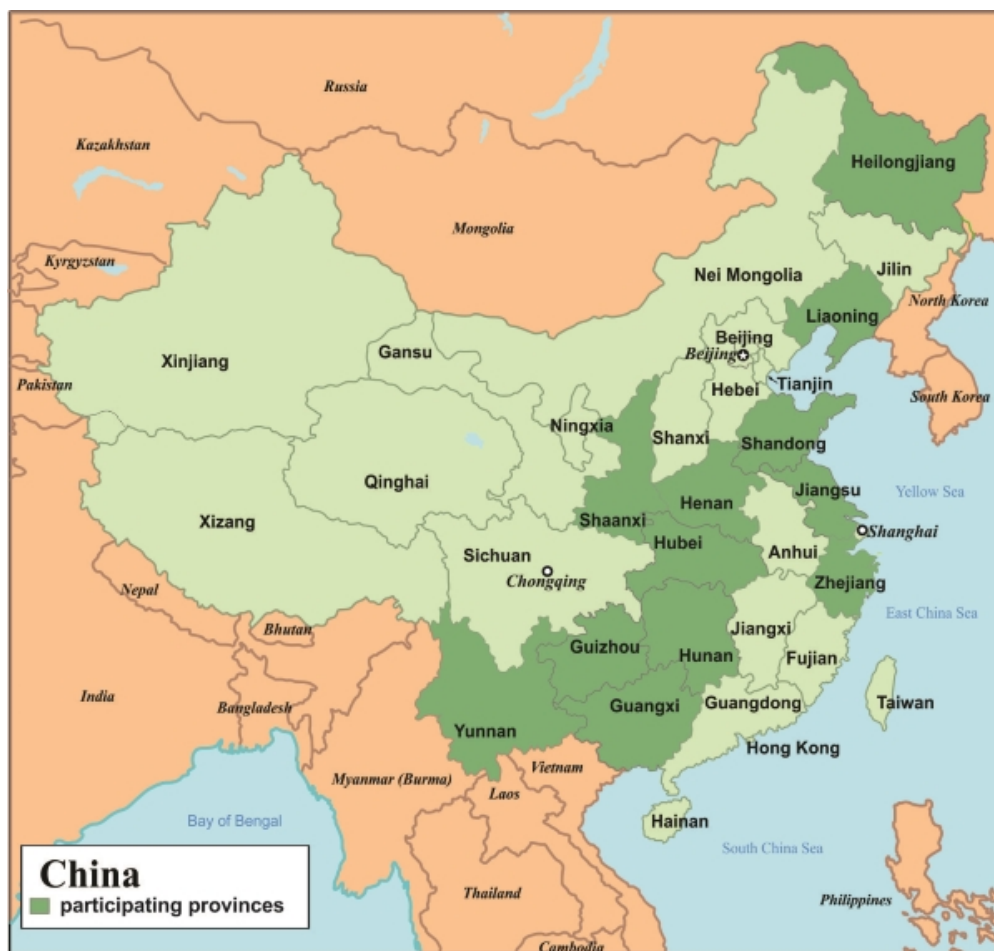 Russia
Kazakhstan
Heilongjiang
Mongolia
Kyrgyzstan
Nei Mongolia
Jilin
North Korea
Liaoning
Beijing
Beijing
Gansu
Xinjiang
Pakistan
Tianjin
Hebei
South Korea
Ningxia
Shanxi
Shandong
Qinghai
Yellow Sea
Jiangsu
Henan
Xizang
Shaanxi
Shanghai
Hubei
Anhui
Sichuan
Chongqing
Zhejiang
Nepal
East China Sea
Bhutan
Jiangxi
Guizhou
Hunan
Fujian
India
Bangladesh
Guangxi
Guangdong
Taiwan
Yunnan
Hong Kong
Vietnam
Myanmar (Burma)
Laos
Bay of Bengal
Hainan
South China Sea
China
participating provinces
Thailand
Philippines
Cambodia